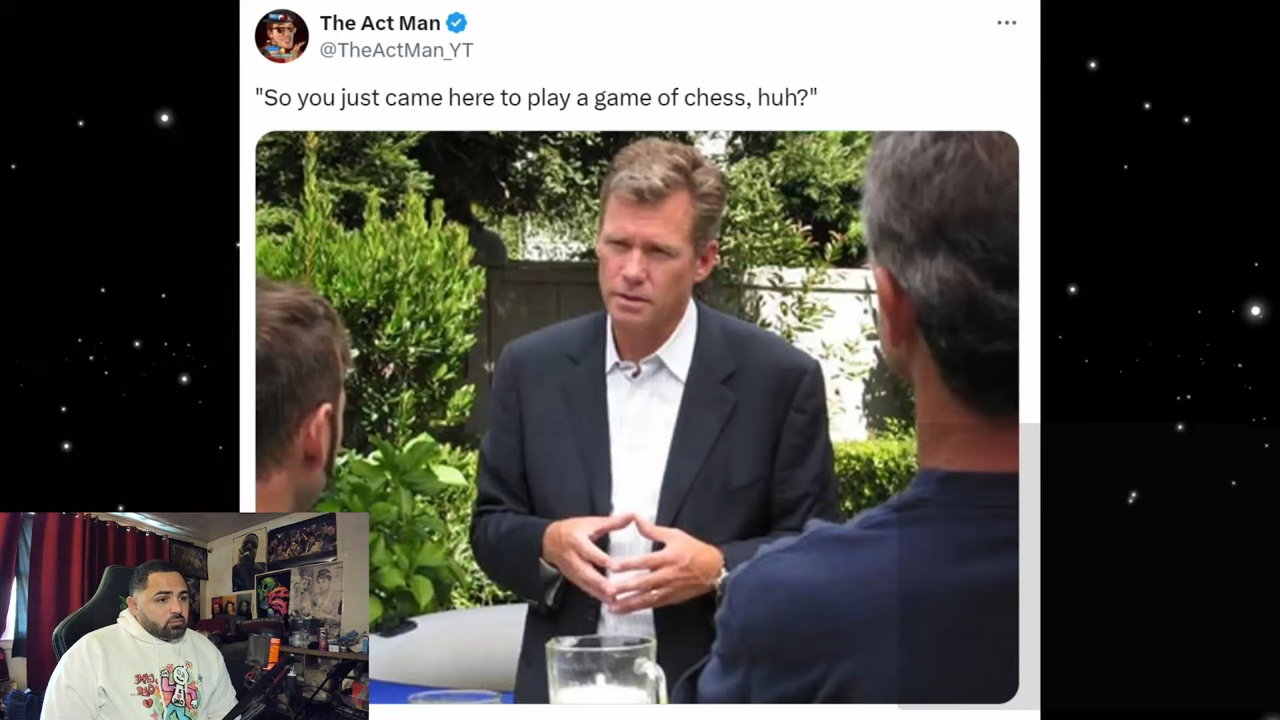 The Act Man
@TheActMan_YT
"So you just came here to play a game of chess, huh?"